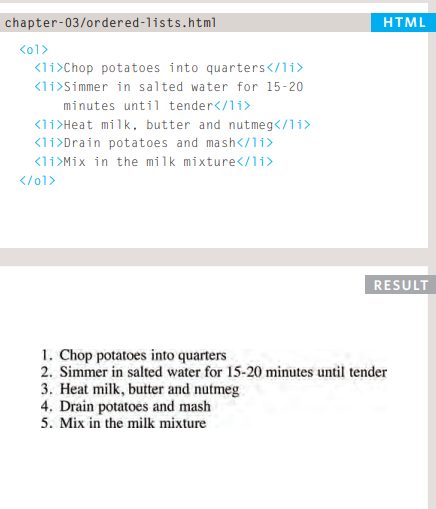 chapter-03/ordered-lists.html HTML
<ol>
<li>Chop potatoes into quarters</li>
<li>Simmer in salted water for 15-20
minutes until tender</li>
<li>Heat milk, butter and nutmeg</li>
<li>Drain potatoes and mash</li>
<li>Mix in the milk mixture</li>
</ol>
RESULT
1. Chop potatoes into quarters
2. Simmer in salted water for 15-20 minutes until tender
3. Heat milk, butter and nutmeg
4. Drain potatoes and mash
5. Mix in the milk mixture